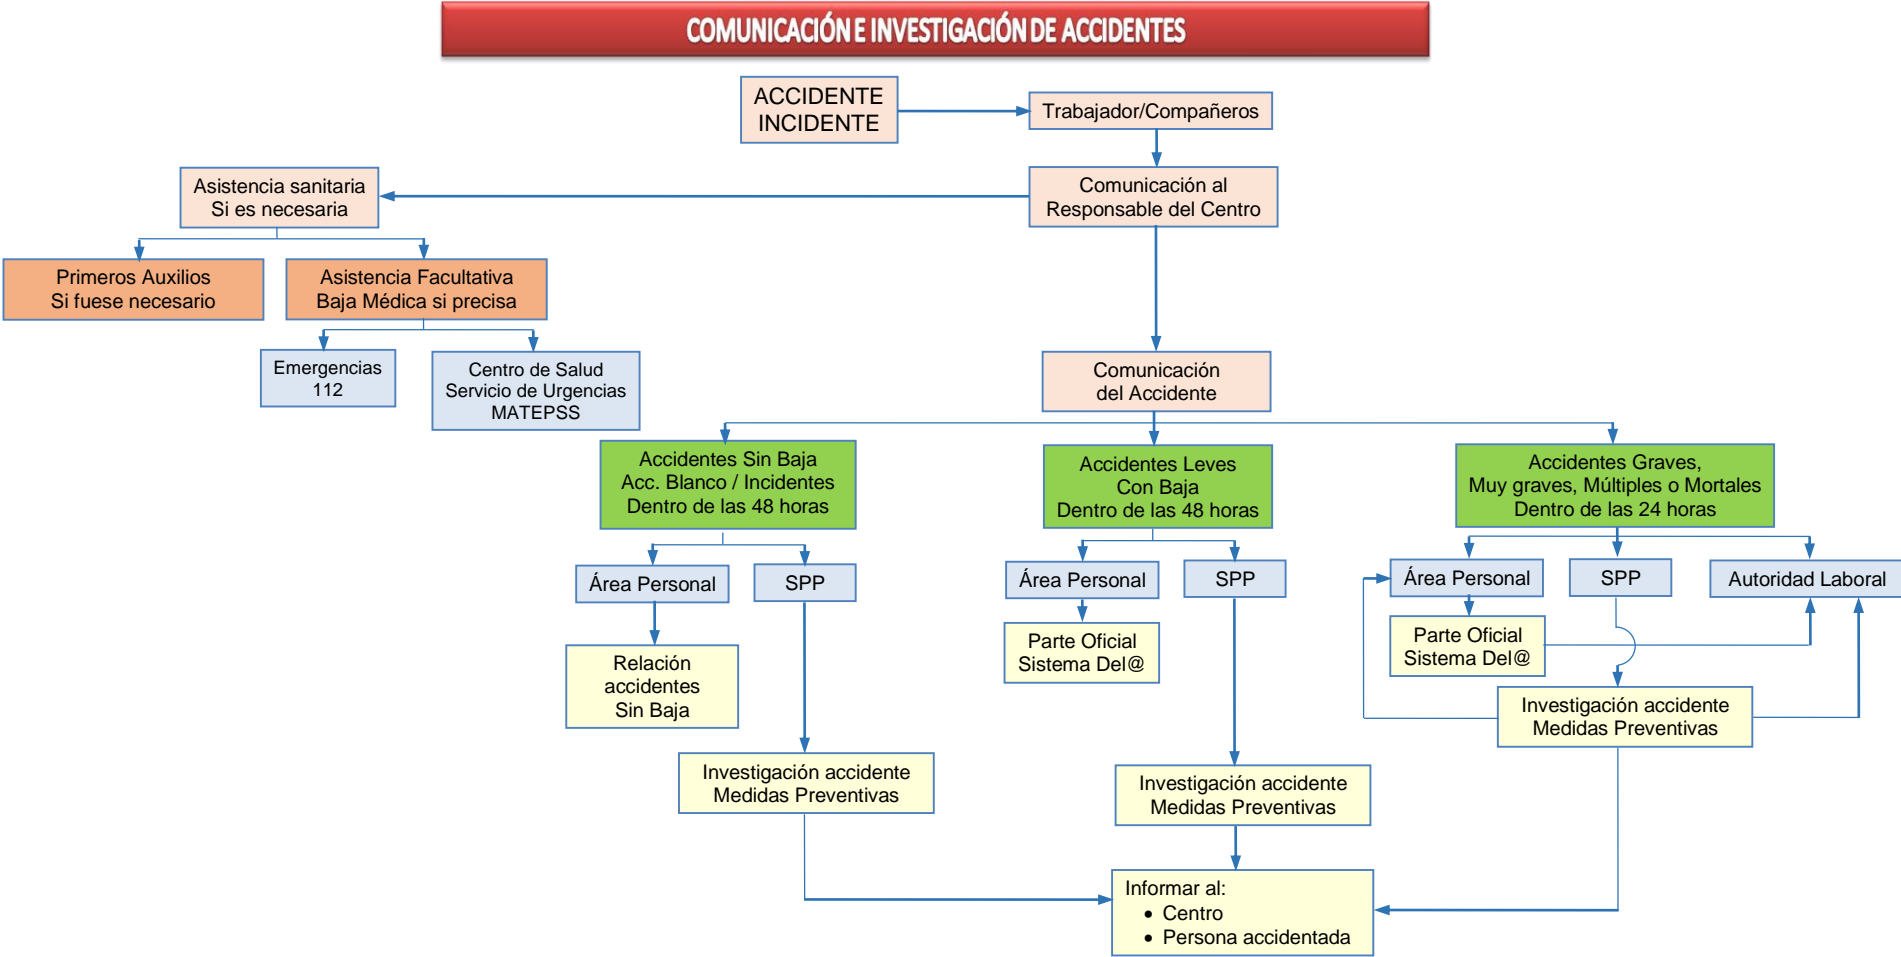 COMUNICACIÓN E INVESTIGACIÓN DE ACCIDENTES
ACCIDENTE
INCIDENTE
Trabajador/Compañeros
Comunicación al
Responsable del Centro
Asistencia sanitaria
Si es necesaria
Primeros Auxilios
Si fuese necesario
Asistencia Facultativa
Baja Médica si precisa
Emergencias
112
Centro de Salud
Servicio de Urgencias
MATEPSS
Comunicación
del Accidente
Accidentes Sin Baja
Acc. Blanco / Incidentes
Dentro de las 48 horas
Accidentes Leves
Con Baja
Dentro de las 48 horas
Accidentes Graves,
Muy graves, Múltiples o Mortales
Dentro de las 24 horas
Área Personal
SPP
Área Personal
SPP
Área Personal
SPP
Autoridad Laboral
Relación
accidentes
Sin Baja
Parte Oficial
Sistema Del@
Parte Oficial
Sistema Del@
Investigación accidente
Medidas Preventivas
Investigación accidente
Medidas Preventivas
Investigación accidente
Medidas Preventivas
Informar al:
• Centro
• Persona accidentada